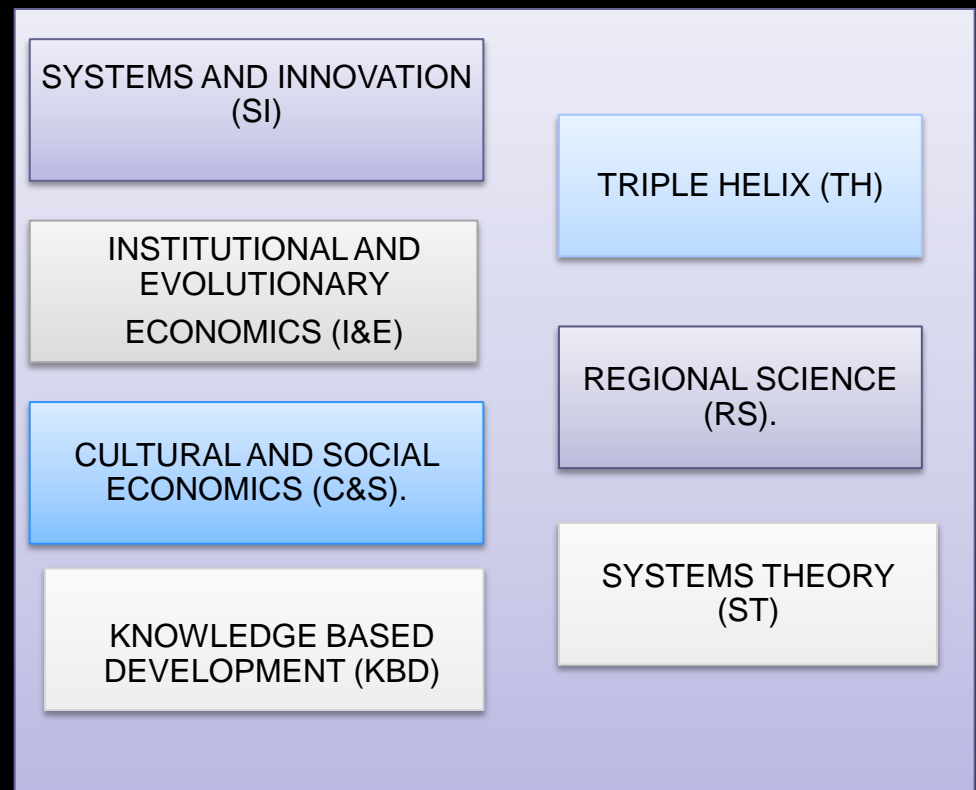 SYSTEMS AND INNOVATION
(SI)
INSTITUTIONAL AND
EVOLUTIONARY
ECONOMICS (I&E)
CULTURAL AND SOCIAL
ECONOMICS (C&S).
KNOWLEDGE BASED
DEVELOPMENT (KBD)
TRIPLE HELIX (TH)
REGIONAL SCIENCE
(RS).
SYSTEMS THEORY
(ST)